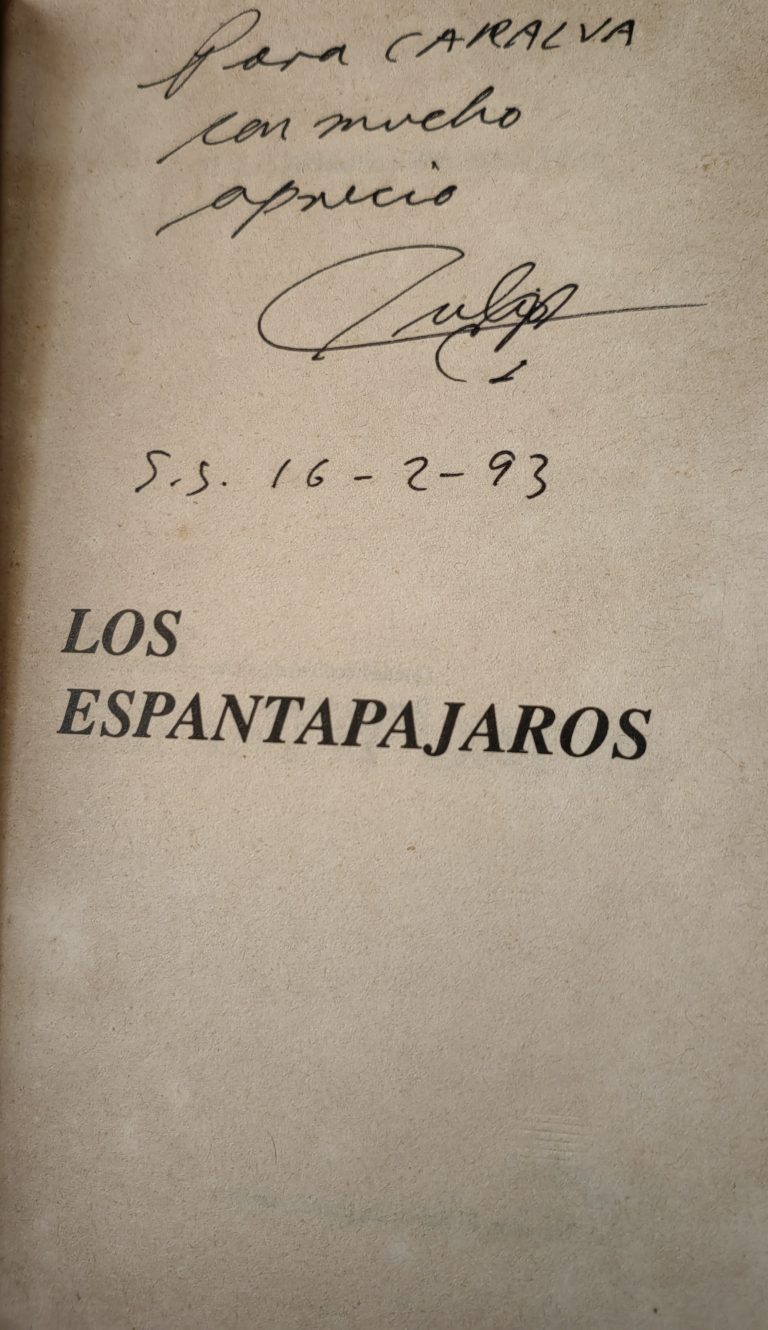 Para CARALVA
con mucho
aprecio
S.S. 16-2-93
LOS
ESPANTAPAJAROS